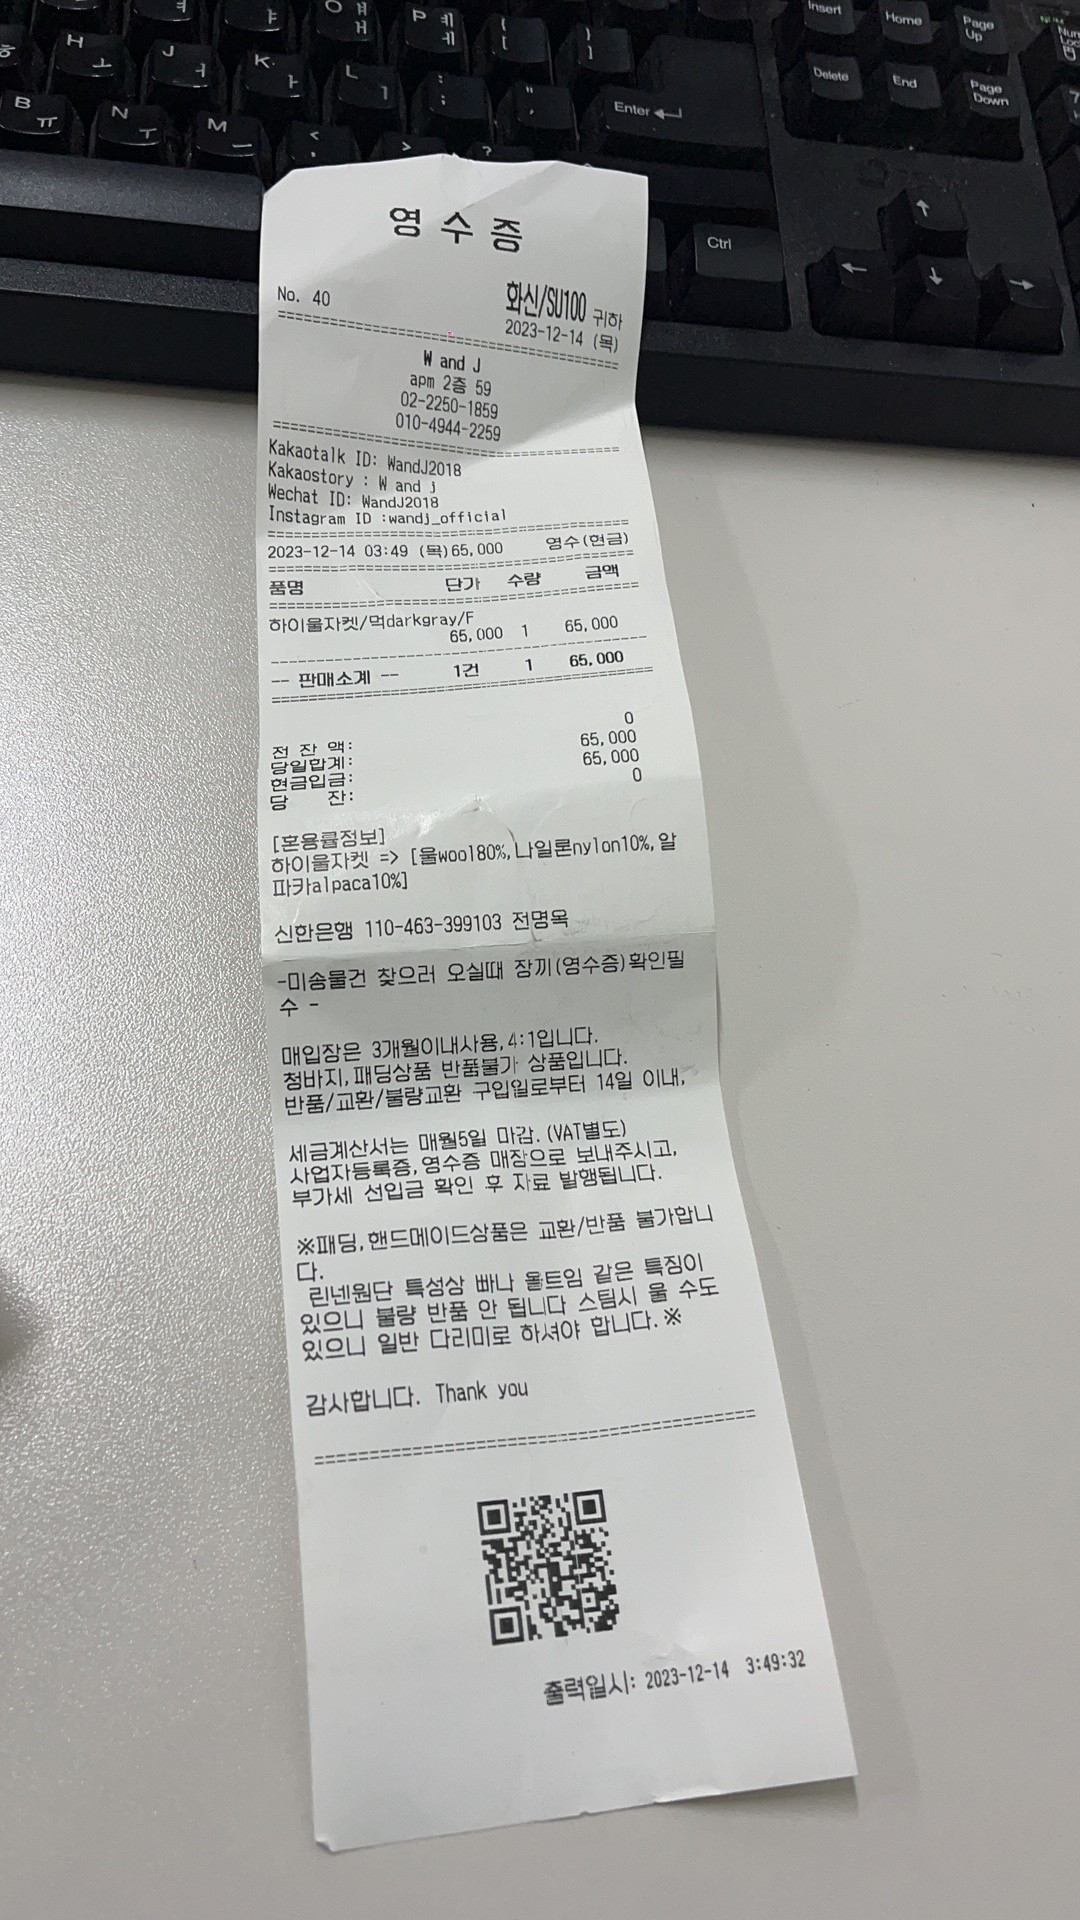 H ㅗ
J ㅓ
K ㅏ
L ㅣ
P ㅔ ㅖ
B ㅠ
N ㅜ
M ㅡ
Enter
Ctrl
Insert
Home
Page Up
Delete
End
Page Down
영 수 증
No. 40
화신/SU100 귀하
2023-12-14 (목)
================================
W and J
apm 2층 59
02-2250-1859
010-4944-2259
================================
Kakaotalk ID: WandJ2018
Kakaostory : W and j
Wechat ID: WandJ2018
Instagram ID :wandj_official
================================
2023-12-14 03:49 (목) 65,000 영수(현금)
================================
품명 단가 수량 금액
================================
하이울자켓/먹darkgray/F
65,000 1 65,000
--------------------------------
-- 판매소계 -- 1건 1 65,000
================================
전 잔 액: 0
당일합계: 65,000
현금입금: 65,000
당 잔: 0
[혼용률정보]
하이울자켓 => [울wool80%,나일론nylon10%,알
파카alpaca10%]
신한은행 110-463-399103 전명옥
-미송물건 찾으러 오실때 장끼(영수증)확인필
수 -
매입장은 3개월이내사용,4:1입니다.
청바지,패딩상품 반품불가 상품입니다.
반품/교환/불량교환 구입일로부터 14일 이내,
세금계산서는 매월5일 마감.(VAT별도)
사업자등록증,영수증 매장으로 보내주시고,
부가세 선입금 확인 후 자료 발행됩니다.
※패딩,핸드메이드상품은 교환/반품 불가합니
다.
린넨원단 특성상 빠나 올트임 같은 특징이
있으니 불량 반품 안 됩니다 스팀시 울 수도
있으니 일반 다리미로 하셔야 합니다.※
감사합니다. Thank you
================================
출력일시: 2023-12-14 3:49:32